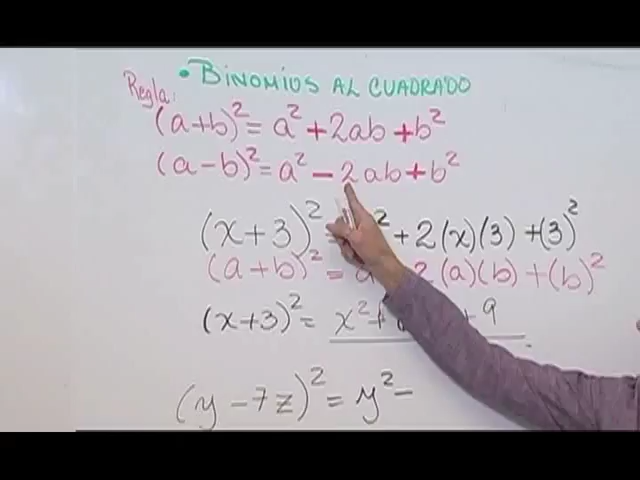 • BINOMIOS AL CUADRADO
Regla:
(a+b)² = a² + 2ab + b²
(a-b)² = a² - 2ab + b²
(x+3)² = ² + 2(x)(3) + (3)²
(a+b)² = a 2(a)(b) + (b)²
(x+3)² = x² + + 9
(y-7z)² = y² -